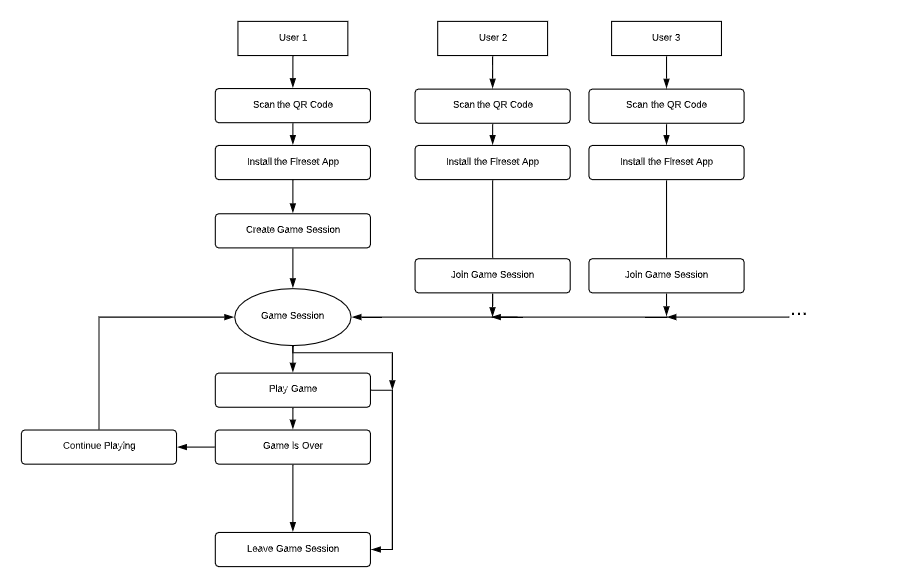 User 1
User 2
User 3
Scan the QR Code
Scan the QR Code
Scan the QR Code
Install the FIreset App
Install the FIreset App
Install the FIreset App
Create Game Session
Join Game Session
Join Game Session
Game Session
...
Play Game
Continue Playing
Game is Over
Leave Game Session